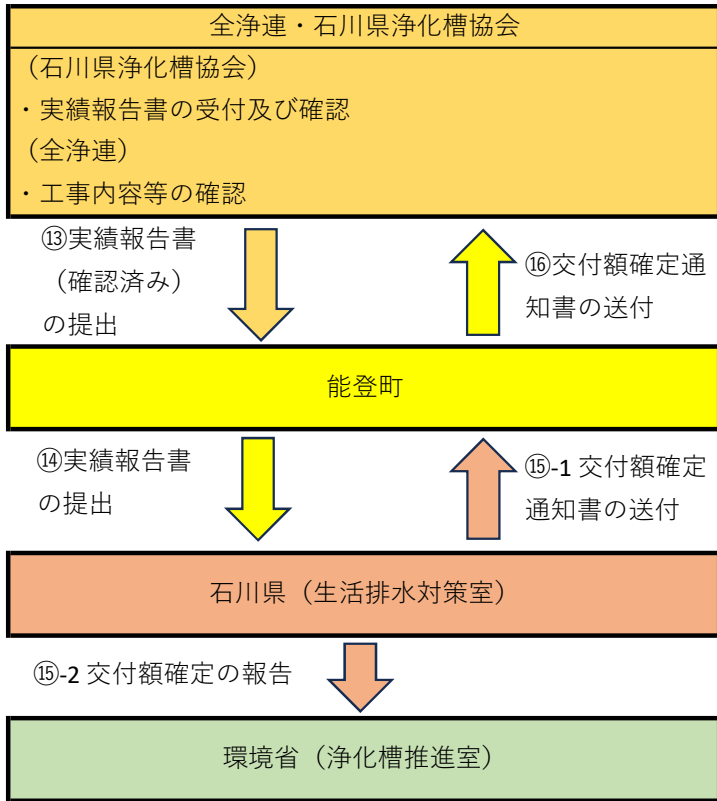 全浄連・石川県浄化槽協会
（石川県浄化槽協会）
・実績報告書の受付及び確認
（全浄連）
・工事内容等の確認
⑬実績報告書
（確認済み）
の提出
⑯交付額確定通
知書の送付
能登町
⑭実績報告書
の提出
⑮-1 交付額確定
通知書の送付
石川県（生活排水対策室）
⑮-2 交付額確定の報告
環境省（浄化槽推進室）